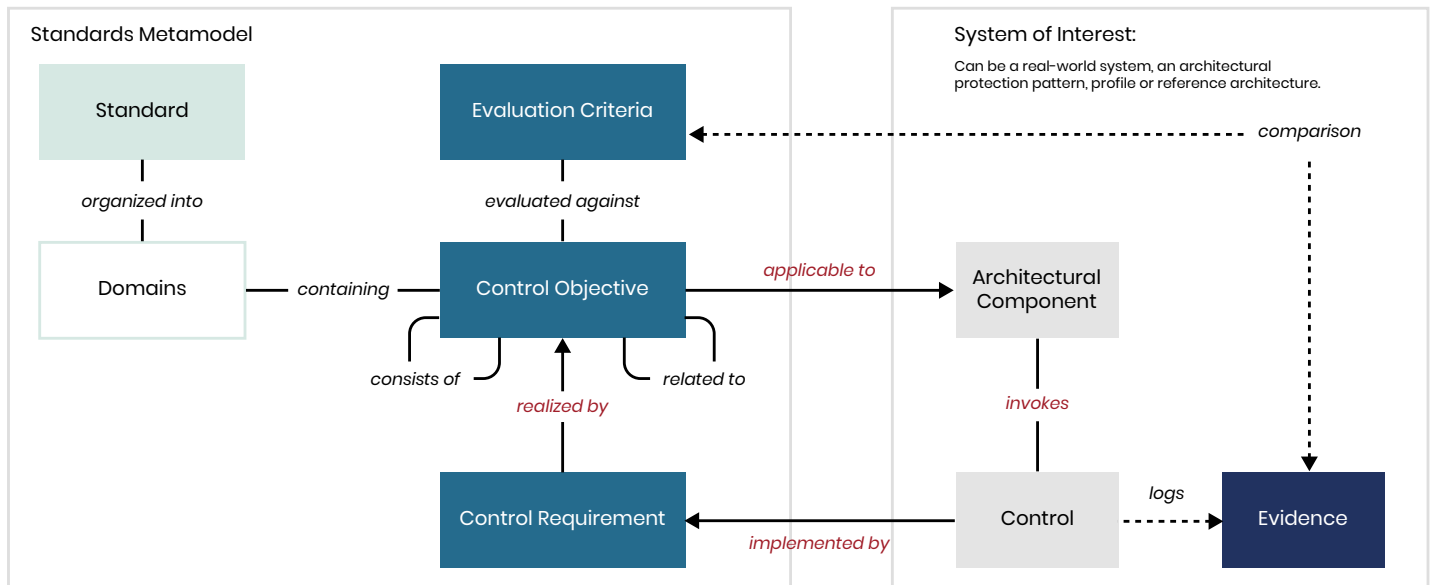 Standards Metamodel
System of Interest:
Can be a real-world system, an architectural
protection pattern, profile or reference architecture.
Standard
Evaluation Criteria
comparison
organized into
evaluated against
Domains
containing
Control Objective
applicable to
Architectural
Component
consists of
related to
realized by
invokes
Control Requirement
implemented by
Control
logs
Evidence